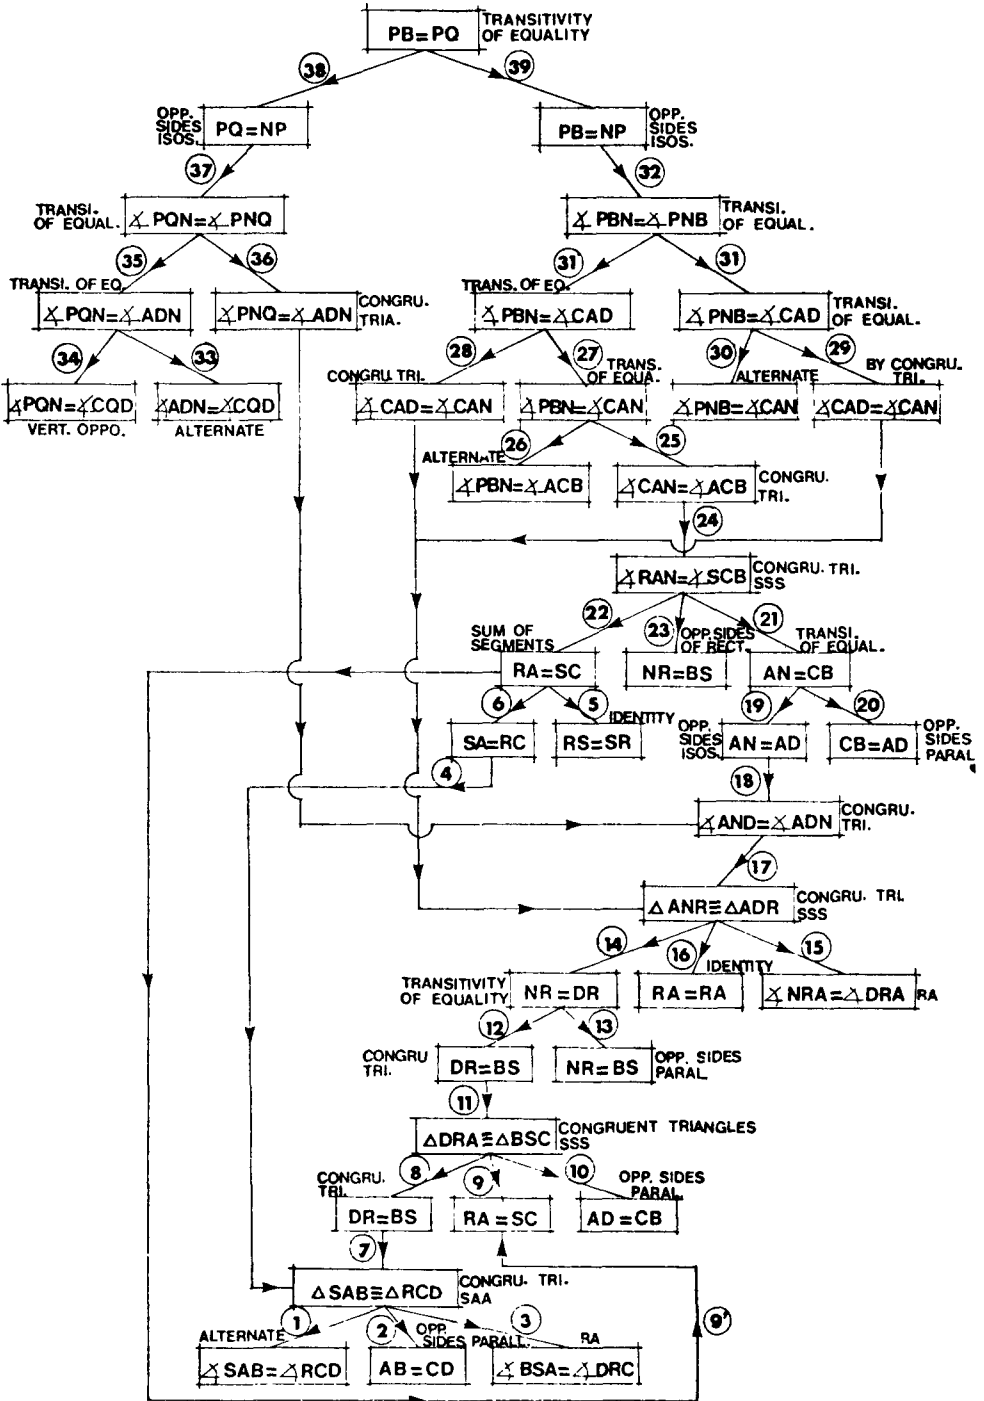 PB=PQ TRANSITIVITY
OF EQUALITY
38 39
OPP.
SIDES
ISOS.
PQ=NP
PB=NP
OPP.
SIDES
ISOS.
37 32
TRANSI.
OF EQUAL.
∡PQN=∡PNQ
∡PBN=∡PNB
TRANSI.
OF EQUAL.
35 36 31' 31
TRANSI. OF EQ.
∡PQN=∡ADN
∡PNQ=∡ADN
CONGRU.
TRIA.
TRANS. OF EQ.
∡PBN=∡CAD
∡PNB=∡CAD
TRANSI.
OF EQUAL.
34 33 28 27 30 29
∡PQN=∡CQD
VERT. OPPO.
∡ADN=∡CQD
ALTERNATE
CONGRU. TRI.
∡CAD=∡CAN
TRANS.
OF EQUA.
∡PBN=∡CAN
ALTERNATE
∡PNB=∡CAN
BY CONGRU.
TRI.
∡CAD=∡CAN
26 25
ALTERNATE
∡PBN=∡ACB
∡CAN=∡ACB
CONGRU.
TRI.
24
∡RAN=∡SCB
CONGRU. TRI.
SSS
22 23 21
SUM OF
SEGMENTS
RA=SC
OPP. SIDES
OF RECT.
NR=BS
TRANSI.
OF EQUAL.
AN=CB
6 5 19 20
SA=RC
IDENTITY
RS=SR
OPP.
SIDES
ISOS.
AN=AD
CB=AD
OPP.
SIDES
PARAL
4 18
∡AND=∡ADN
CONGRU.
TRI.
17
△ANR≡△ADR
CONGRU. TRI.
SSS
14 16 15
TRANSITIVITY
OF EQUALITY
NR=DR
IDENTITY
RA=RA
∡NRA=∡DRA RA
12 13
CONGRU
TRI.
DR=BS
NR=BS
OPP. SIDES
PARAL
11
△DRA≡△BSC
CONGRUENT TRIANGLES
SSS
8 9 10
CONGRU.
TRI.
DR=BS
RA=SC
OPP. SIDES
PARAL
AD=CB
7
△SAB≡△RCD
CONGRU. TRI.
SAA
1 2 3 9'
ALTERNATE
∡SAB=∡RCD
OPP.
SIDES PARALL.
AB=CD
RA
∡BSA=∡DRC